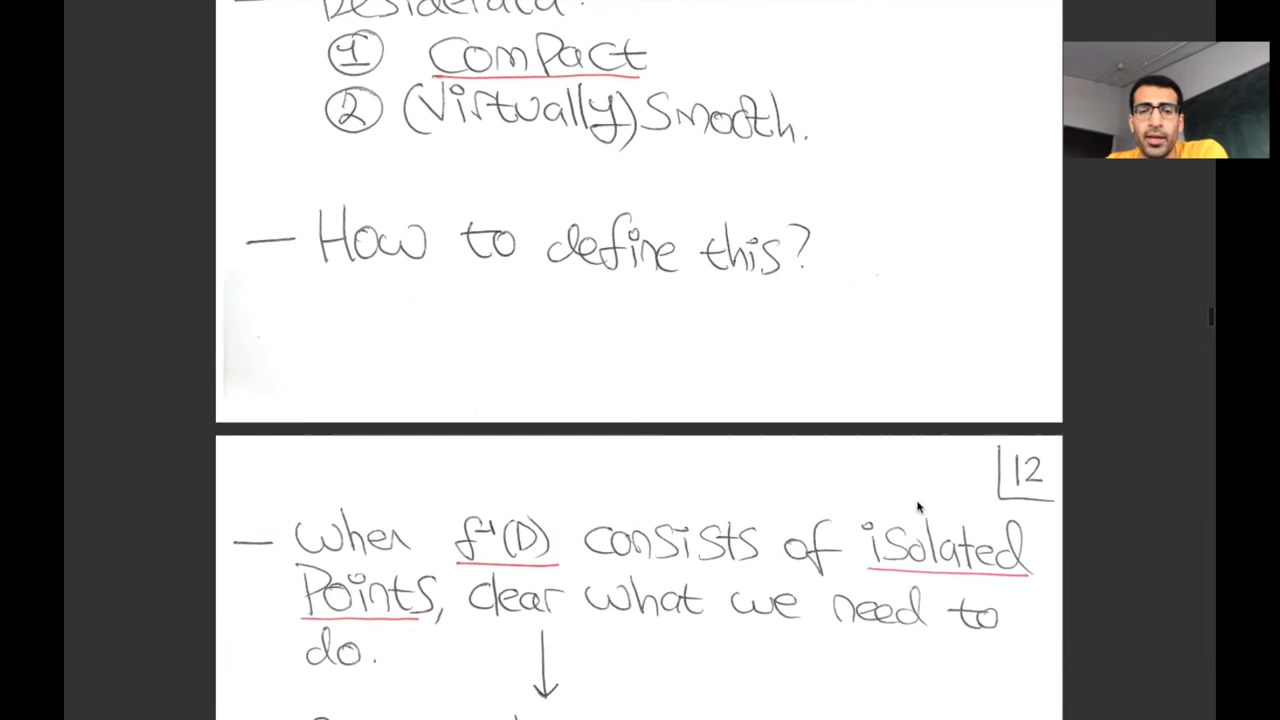 — Desiderata:
① Compact
② (Virtually) Smooth.
— How to define this?
12
— When f⁻¹(D) consists of isolated
Points, clear what we need to
do.